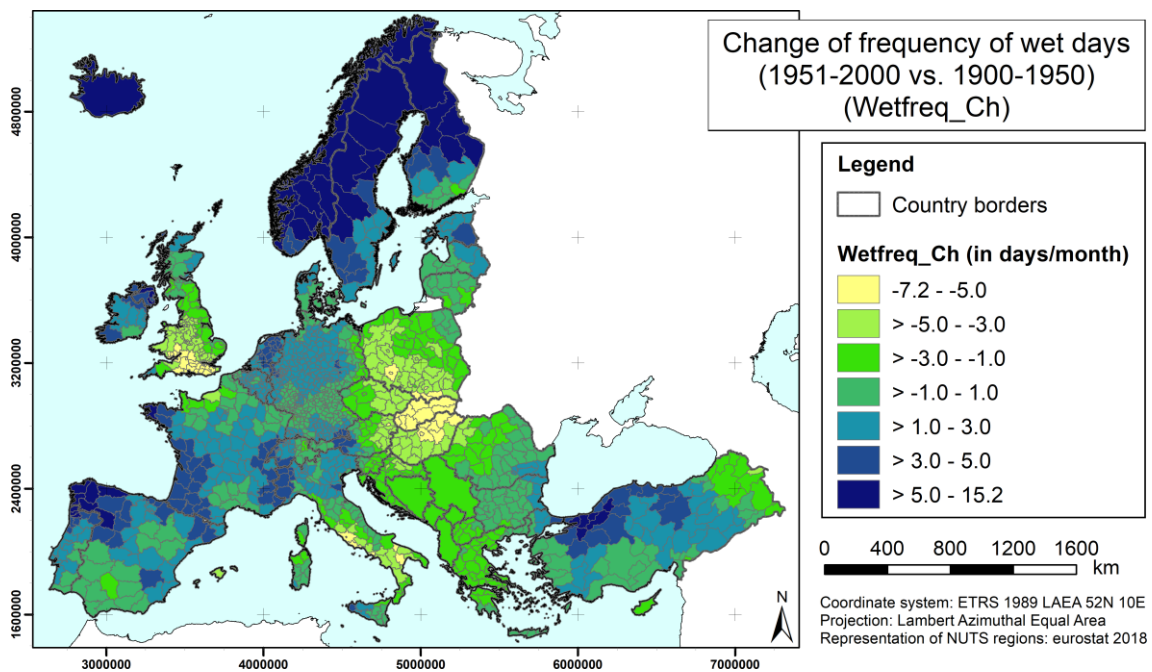 Change of frequency of wet days
(1951-2000 vs. 1900-1950)
(Wetfreq_Ch)
Legend
Country borders
Wetfreq_Ch (in days/month)
-7.2 - -5.0
> -5.0 - -3.0
> -3.0 - -1.0
> -1.0 - 1.0
> 1.0 - 3.0
> 3.0 - 5.0
> 5.0 - 15.2
0 400 800 1200 1600
km
Coordinate system: ETRS 1989 LAEA 52N 10E
Projection: Lambert Azimuthal Equal Area
Representation of NUTS regions: eurostat 2018
N
4800000
4000000
3200000
2400000
1600000
3000000 4000000 5000000 6000000 7000000